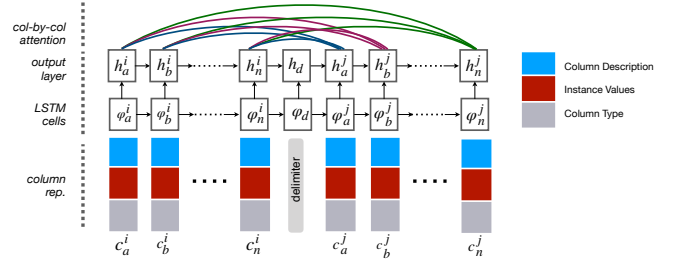 col-by-col
attention
output
layer
h_a^i h_b^i h_n^i h_d h_a^j h_b^j h_n^j
LSTM
cells
φ_a^i φ_b^i φ_n^i φ_d φ_a^j φ_b^j φ_n^j
column
rep.
delimiter
c_a^i c_b^i c_n^i c_a^j c_b^j c_n^j
Column Description
Instance Values
Column Type